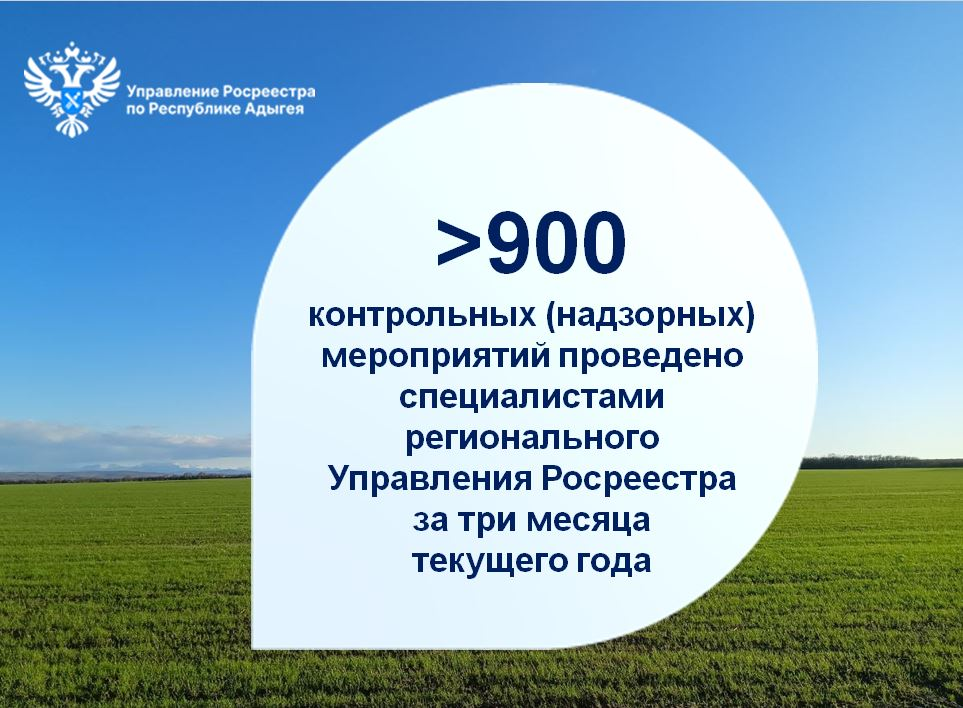 Управление Росреестра
по Республике Адыгея
>900
контрольных (надзорных)
мероприятий проведено
специалистами
регионального
Управления Росреестра
за три месяца
текущего года